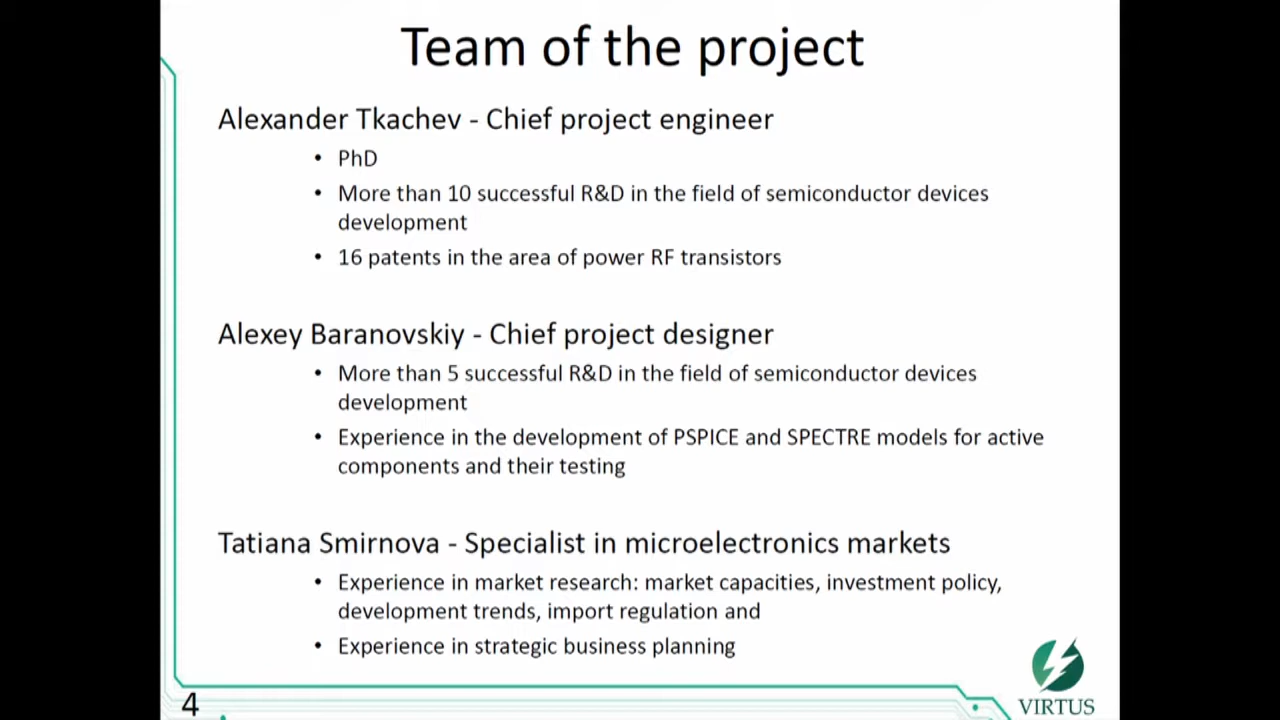 Team of the project
Alexander Tkachev - Chief project engineer
• PhD
• More than 10 successful R&D in the field of semiconductor devices
development
• 16 patents in the area of power RF transistors
Alexey Baranovskiy - Chief project designer
• More than 5 successful R&D in the field of semiconductor devices
development
• Experience in the development of PSPICE and SPECTRE models for active
components and their testing
Tatiana Smirnova - Specialist in microelectronics markets
• Experience in market research: market capacities, investment policy,
development trends, import regulation and
• Experience in strategic business planning
4
VIRTUS